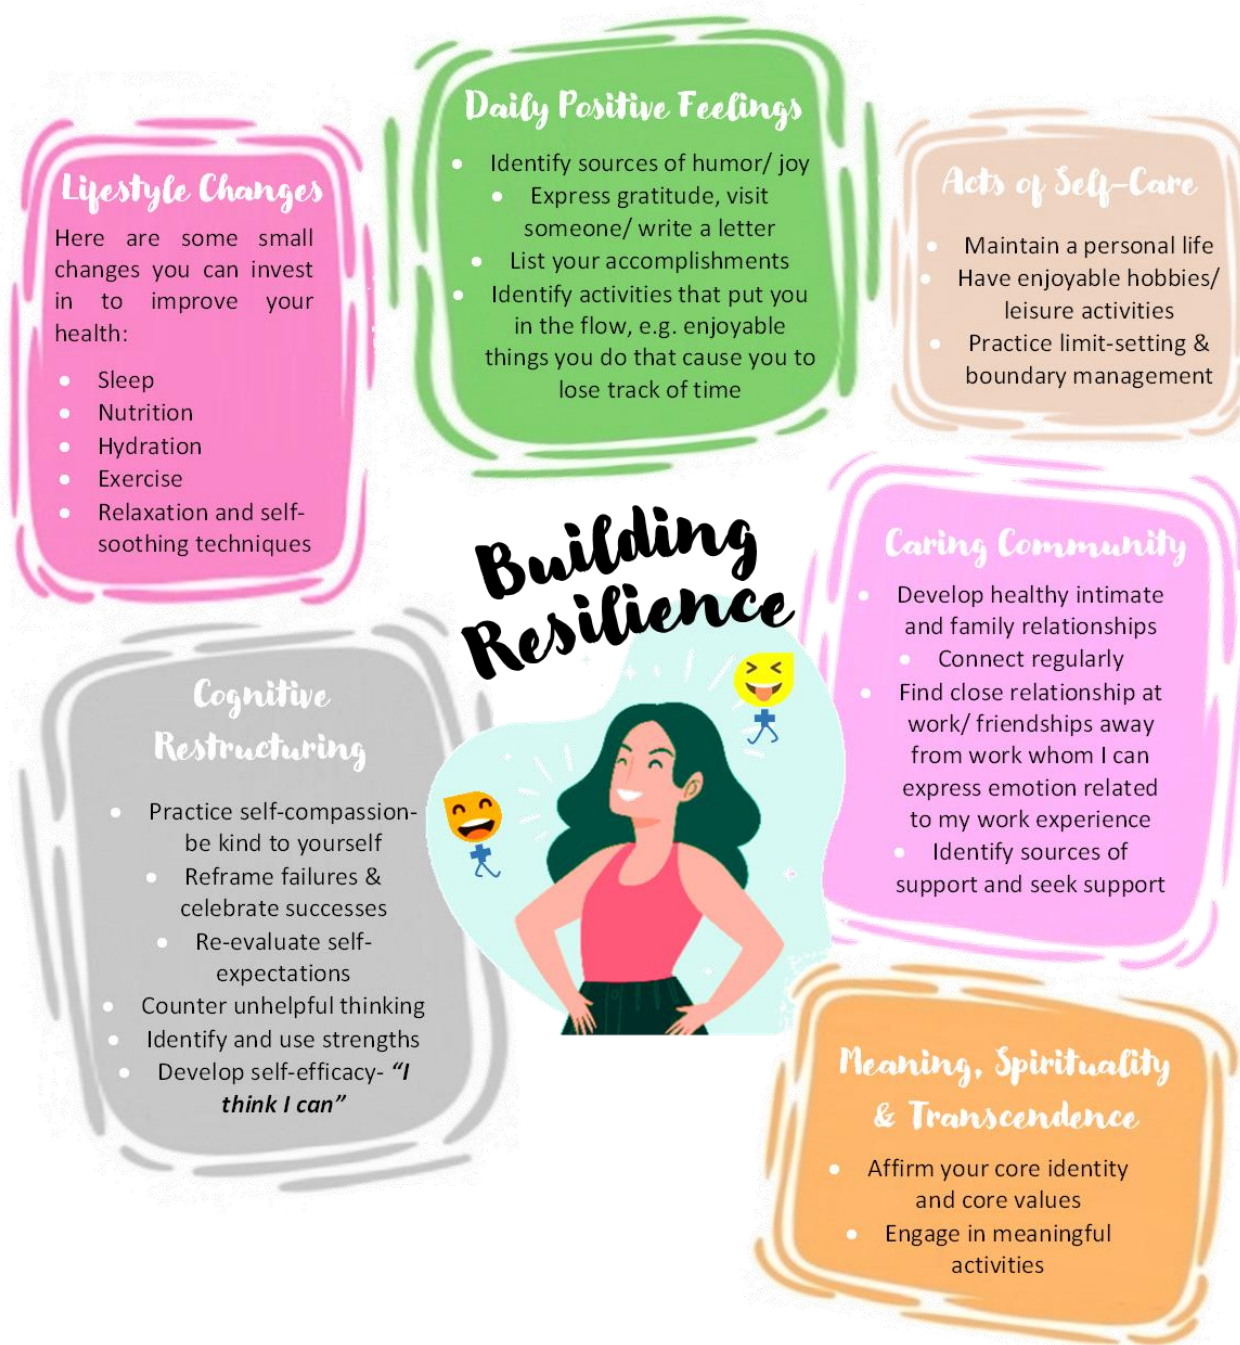 Daily Positive Feelings
• Identify sources of humor/ joy
• Express gratitude, visit
someone/ write a letter
• List your accomplishments
• Identify activities that put you
in the flow, e.g. enjoyable
things you do that cause you to
lose track of time
Lifestyle Changes
Here are some small
changes you can invest
in to improve your
health:
• Sleep
• Nutrition
• Hydration
• Exercise
• Relaxation and self-
soothing techniques
Acts of Self-Care
• Maintain a personal life
• Have enjoyable hobbies/
leisure activities
• Practice limit-setting &
boundary management
Building
Resilience
Caring Community
• Develop healthy intimate
and family relationships
• Connect regularly
• Find close relationship at
work/ friendships away
from work whom I can
express emotion related
to my work experience
• Identify sources of
support and seek support
Cognitive
Restructuring
• Practice self-compassion-
be kind to yourself
• Reframe failures &
celebrate successes
• Re-evaluate self-
expectations
• Counter unhelpful thinking
• Identify and use strengths
• Develop self-efficacy- “I
think I can”
Meaning, Spirituality
& Transcendence
• Affirm your core identity
and core values
• Engage in meaningful
activities